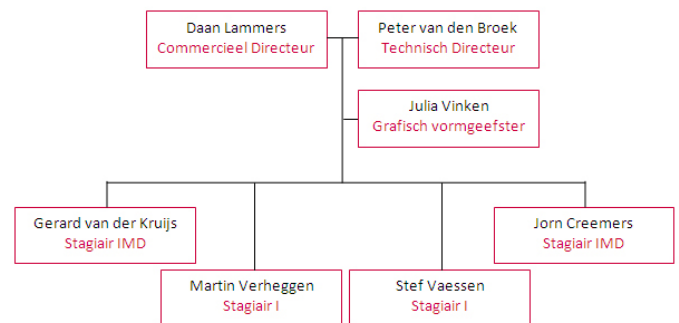 Daan Lammers
Commercieel Directeur
Peter van den Broek
Technisch Directeur
Julia Vinken
Grafisch vormgeefster
Gerard van der Kruijs
Stagiair IMD
Jorn Creemers
Stagiair IMD
Martin Verheggen
Stagiair I
Stef Vaessen
Stagiair I